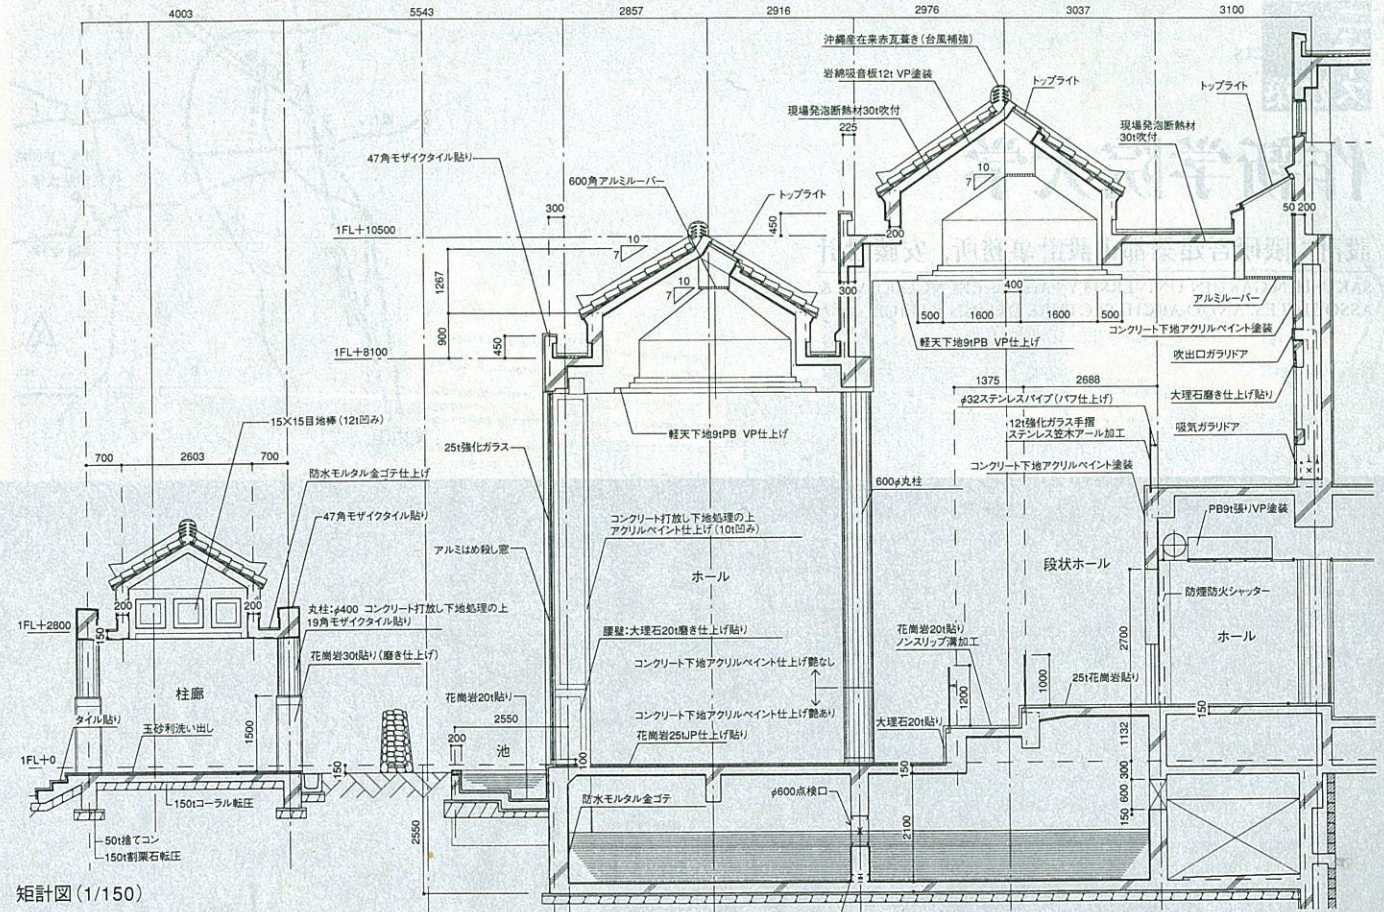 4003
5543
2857
2916
2976
3037
3100
沖縄産在来赤瓦葺き(台風補強)
岩綿吸音板12t VP塗装
トップライト
トップライト
現場発泡断熱材30t吹付
225
現場発泡断熱材
30t吹付
47角モザイクタイル貼り
600角アルミルーバー
トップライト
10
7
300
450
200
50 200
1FL+10500
10
7
1267
10
7
300
400
アルミルーバー
500
1600
1600
500
コンクリート下地アクリルペイント塗装
900
450
軽天下地9tPB VP仕上げ
吹出口ガラリドア
1FL+8100
1375
2688
大理石磨き仕上げ貼り
φ32ステンレスパイプ(バフ仕上げ)
15×15目地棒(12t凹み)
12t強化ガラス手摺
ステンレス笠木アール加工
吸気ガラリドア
軽天下地9tPB VP仕上げ
25t強化ガラス
700
2603
700
コンクリート下地アクリルペイント塗装
防水モルタル金ゴテ仕上げ
600φ丸柱
47角モザイクタイル貼り
コンクリート打放し下地処理の上
アクリルペイント仕上げ(10t凹み)
PB9t張りVP塗装
アルミはめ殺し窓
ホール
段状ホール
防煙防火シャッター
200
200
丸柱:φ400 コンクリート打放し下地処理の上
19角モザイクタイル貼り
1FL+2800
150
腰壁:大理石20t磨き仕上げ貼り
花崗岩20t貼り
ノンスリップ溝加工
2700
ホール
花崗岩30t貼り(磨き仕上げ)
コンクリート下地アクリルペイント仕上げ艶なし
1000
25t花崗岩貼り
柱廊
花崗岩20t貼り
1200
150
タイル貼り
玉砂利洗い出し
1500
2550
コンクリート下地アクリルペイント仕上げ艶あり
大理石20t貼り
花崗岩25tJP仕上げ貼り
200
池
1132
1FL+0
150
100
150
300
150tコーラル転圧
防水モルタル金ゴテ
φ600点検口
600
2550
2100
150
50t捨てコン
150t割栗石転圧
矩計図(1/150)